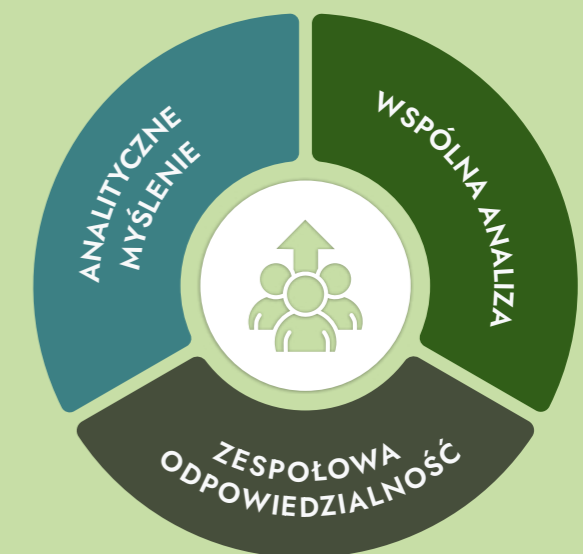 ANALITYCZNE
MYŚLENIE
WSPÓLNA ANALIZA
ZESPOŁOWA
ODPOWIEDZIALNOŚĆ